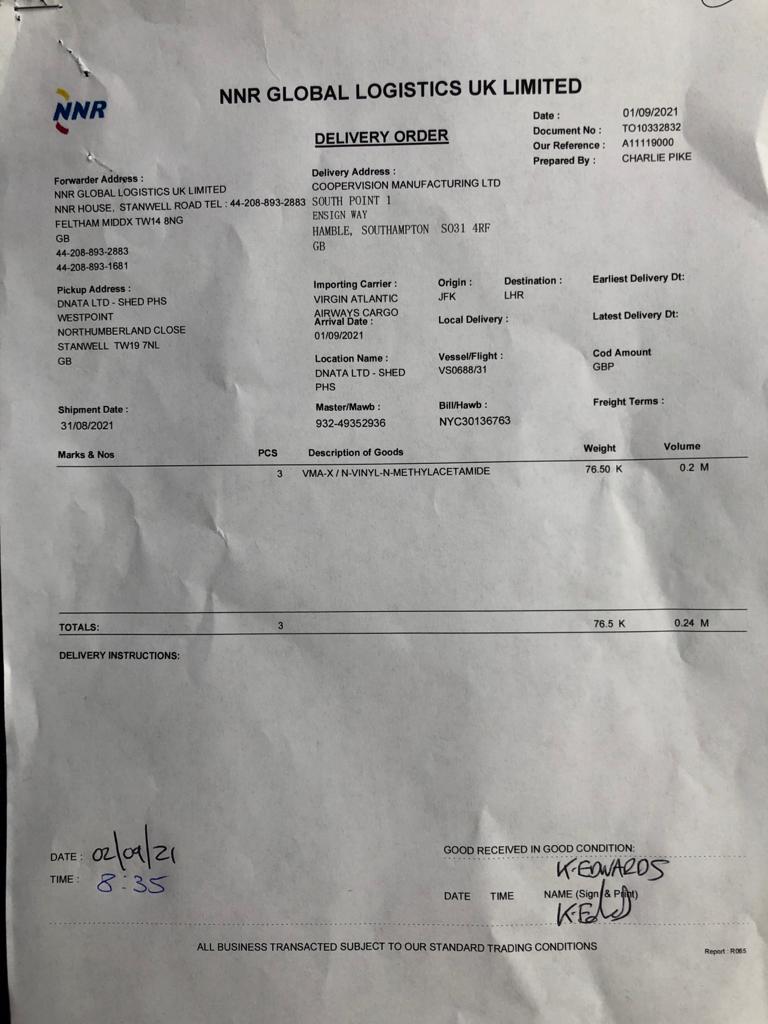 NNR
NNR GLOBAL LOGISTICS UK LIMITED
DELIVERY ORDER
Date : 01/09/2021
Document No : TO10332832
Our Reference : A11119000
Prepared By : CHARLIE PIKE
Forwarder Address :
NNR GLOBAL LOGISTICS UK LIMITED
NNR HOUSE, STANWELL ROAD TEL : 44-208-893-2883
FELTHAM MIDDX TW14 8NG
GB
44-208-893-2883
44-208-893-1681
Delivery Address :
COOPERVISION MANUFACTURING LTD
SOUTH POINT 1
ENSIGN WAY
HAMBLE, SOUTHAMPTON SO31 4RF
GB
Pickup Address :
DNATA LTD - SHED PHS
WESTPOINT
NORTHUMBERLAND CLOSE
STANWELL TW19 7NL
GB
Importing Carrier :
VIRGIN ATLANTIC
AIRWAYS CARGO
Origin :
JFK
Destination :
LHR
Earliest Delivery Dt:
Arrival Date :
01/09/2021
Local Delivery :
Latest Delivery Dt:
Location Name :
DNATA LTD - SHED
PHS
Vessel/Flight :
VS0688/31
Cod Amount
GBP
Shipment Date :
31/08/2021
Master/Mawb :
932-49352936
Bill/Hawb :
NYC30136763
Freight Terms :
Marks & Nos PCS Description of Goods Weight Volume
3 VMA-X / N-VINYL-N-METHYLACETAMIDE 76.50 K 0.2 M
TOTALS: 3 76.5 K 0.24 M
DELIVERY INSTRUCTIONS:
DATE : 02/09/21
TIME : 8:35
GOOD RECEIVED IN GOOD CONDITION:
K-EDWARDS
DATE TIME NAME (Sign & Print)
ALL BUSINESS TRANSACTED SUBJECT TO OUR STANDARD TRADING CONDITIONS
Report : R065